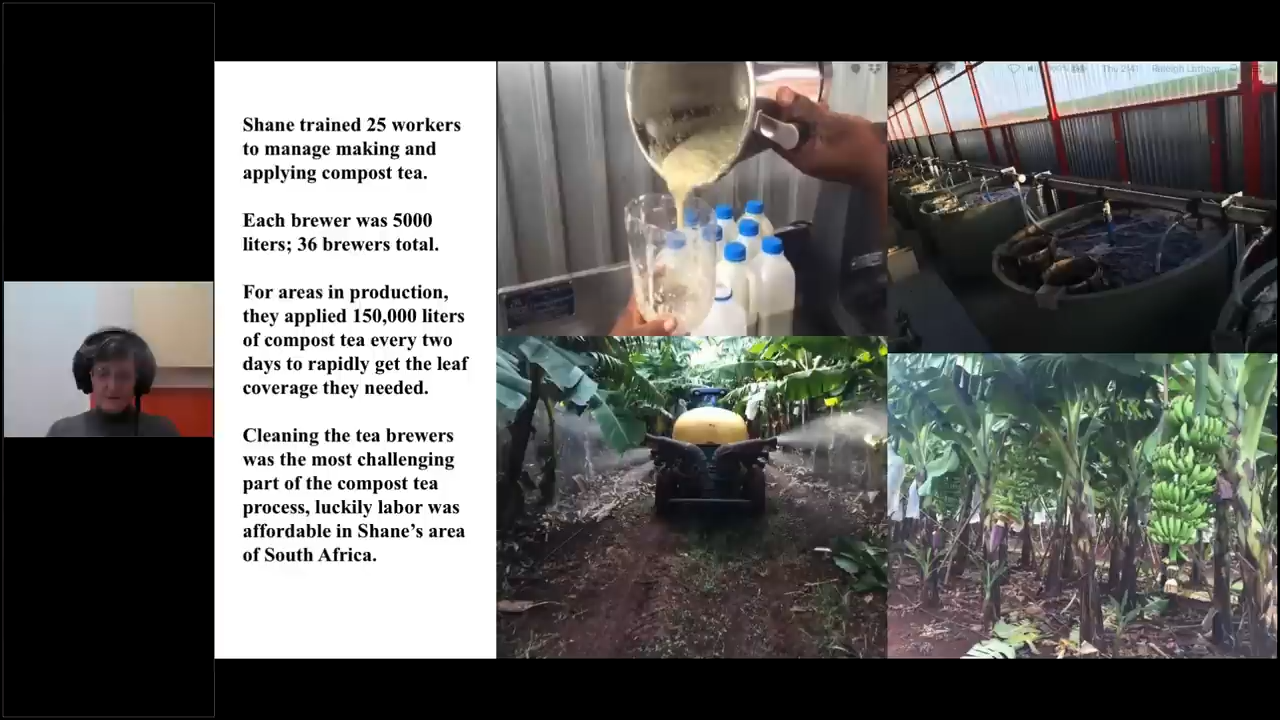 Shane trained 25 workers
to manage making and
applying compost tea.
Each brewer was 5000
liters; 36 brewers total.
For areas in production,
they applied 150,000 liters
of compost tea every two
days to rapidly get the leaf
coverage they needed.
Cleaning the tea brewers
was the most challenging
part of the compost tea
process, luckily labor was
affordable in Shane's area
of South Africa.